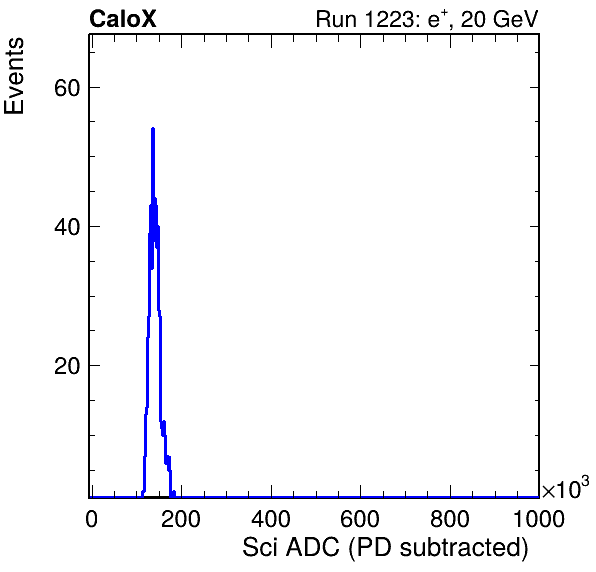 CaloX Run 1223: e⁺, 20 GeV
Events
60
40
20
0 200 400 600 800 1000 ×10³
Sci ADC (PD subtracted)